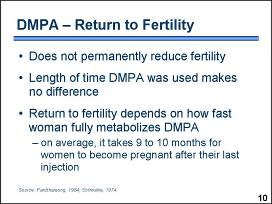 DMPA – Return to Fertility
• Does not permanently reduce fertility
• Length of time DMPA was used makes
no difference
• Return to fertility depends on how fast
woman fully metabolizes DMPA
– on average, it takes 9 to 10 months for
women to become pregnant after their last
injection
Source: 1984; 1974.
10